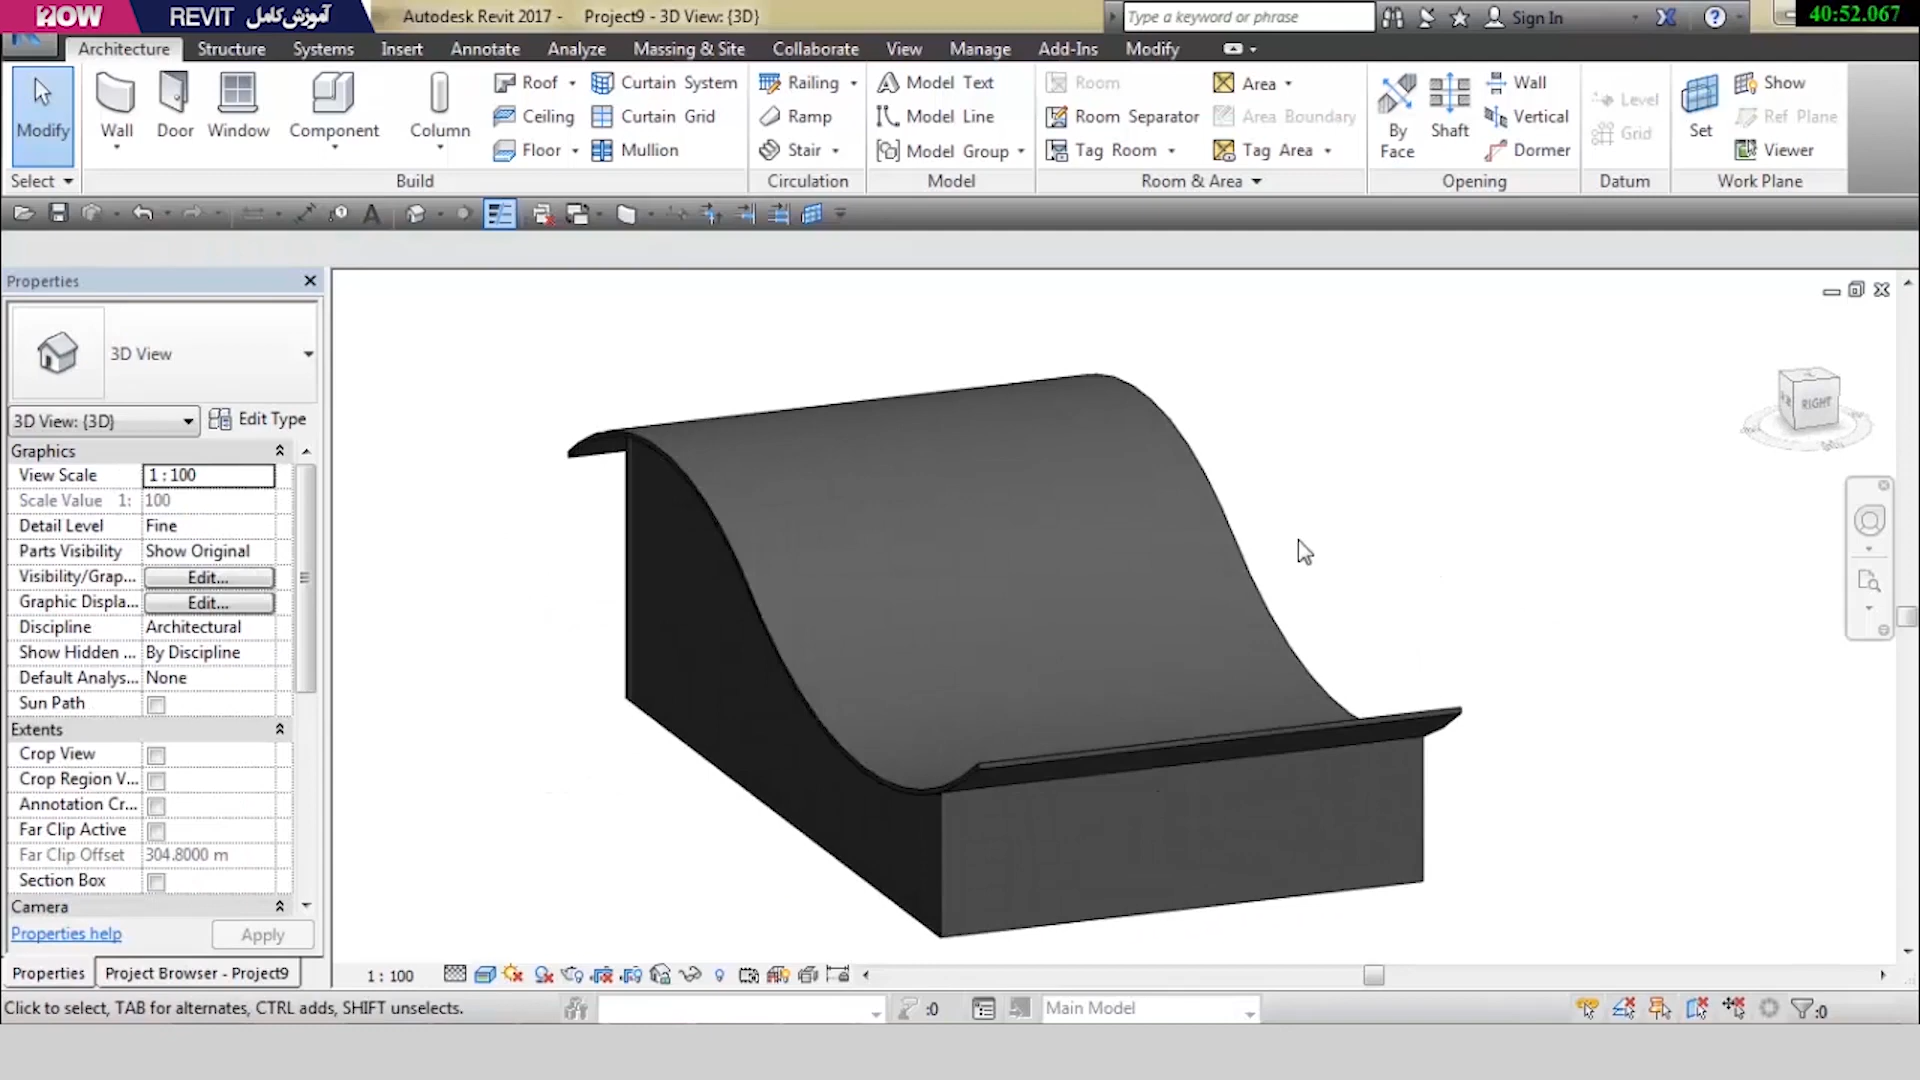 2OW
REVIT آموزش کامل
Autodesk Revit 2017 - Project9 - 3D View: {3D}
Type a keyword or phrase
Sign In
40:52.067
Architecture Structure Systems Insert Annotate Analyze Massing & Site Collaborate View Manage Add-Ins Modify
Modify
Wall
Door
Window
Component
Column
Roof
Curtain System
Ceiling
Curtain Grid
Floor
Mullion
Railing
Ramp
Stair
Model Text
Model Line
Model Group
Room
Room Separator
Tag Room
Area
Area Boundary
Tag Area
By
Face
Shaft
Wall
Vertical
Dormer
Level
Grid
Set
Show
Ref Plane
Viewer
Select
Build
Circulation
Model
Room & Area
Opening
Datum
Work Plane
Properties
3D View
3D View: {3D}
Edit Type
Graphics
View Scale 1 : 100
Scale Value 1: 100
Detail Level Fine
Parts Visibility Show Original
Visibility/Grap... Edit...
Graphic Displa... Edit...
Discipline Architectural
Show Hidden ... By Discipline
Default Analys... None
Sun Path
Extents
Crop View
Crop Region V...
Annotation Cr...
Far Clip Active
Far Clip Offset 304.8000 m
Section Box
Camera
Properties help
Apply
Properties
Project Browser - Project9
RIGHT
1 : 100
Click to select, TAB for alternates, CTRL adds, SHIFT unselects.
:0
Main Model
:0